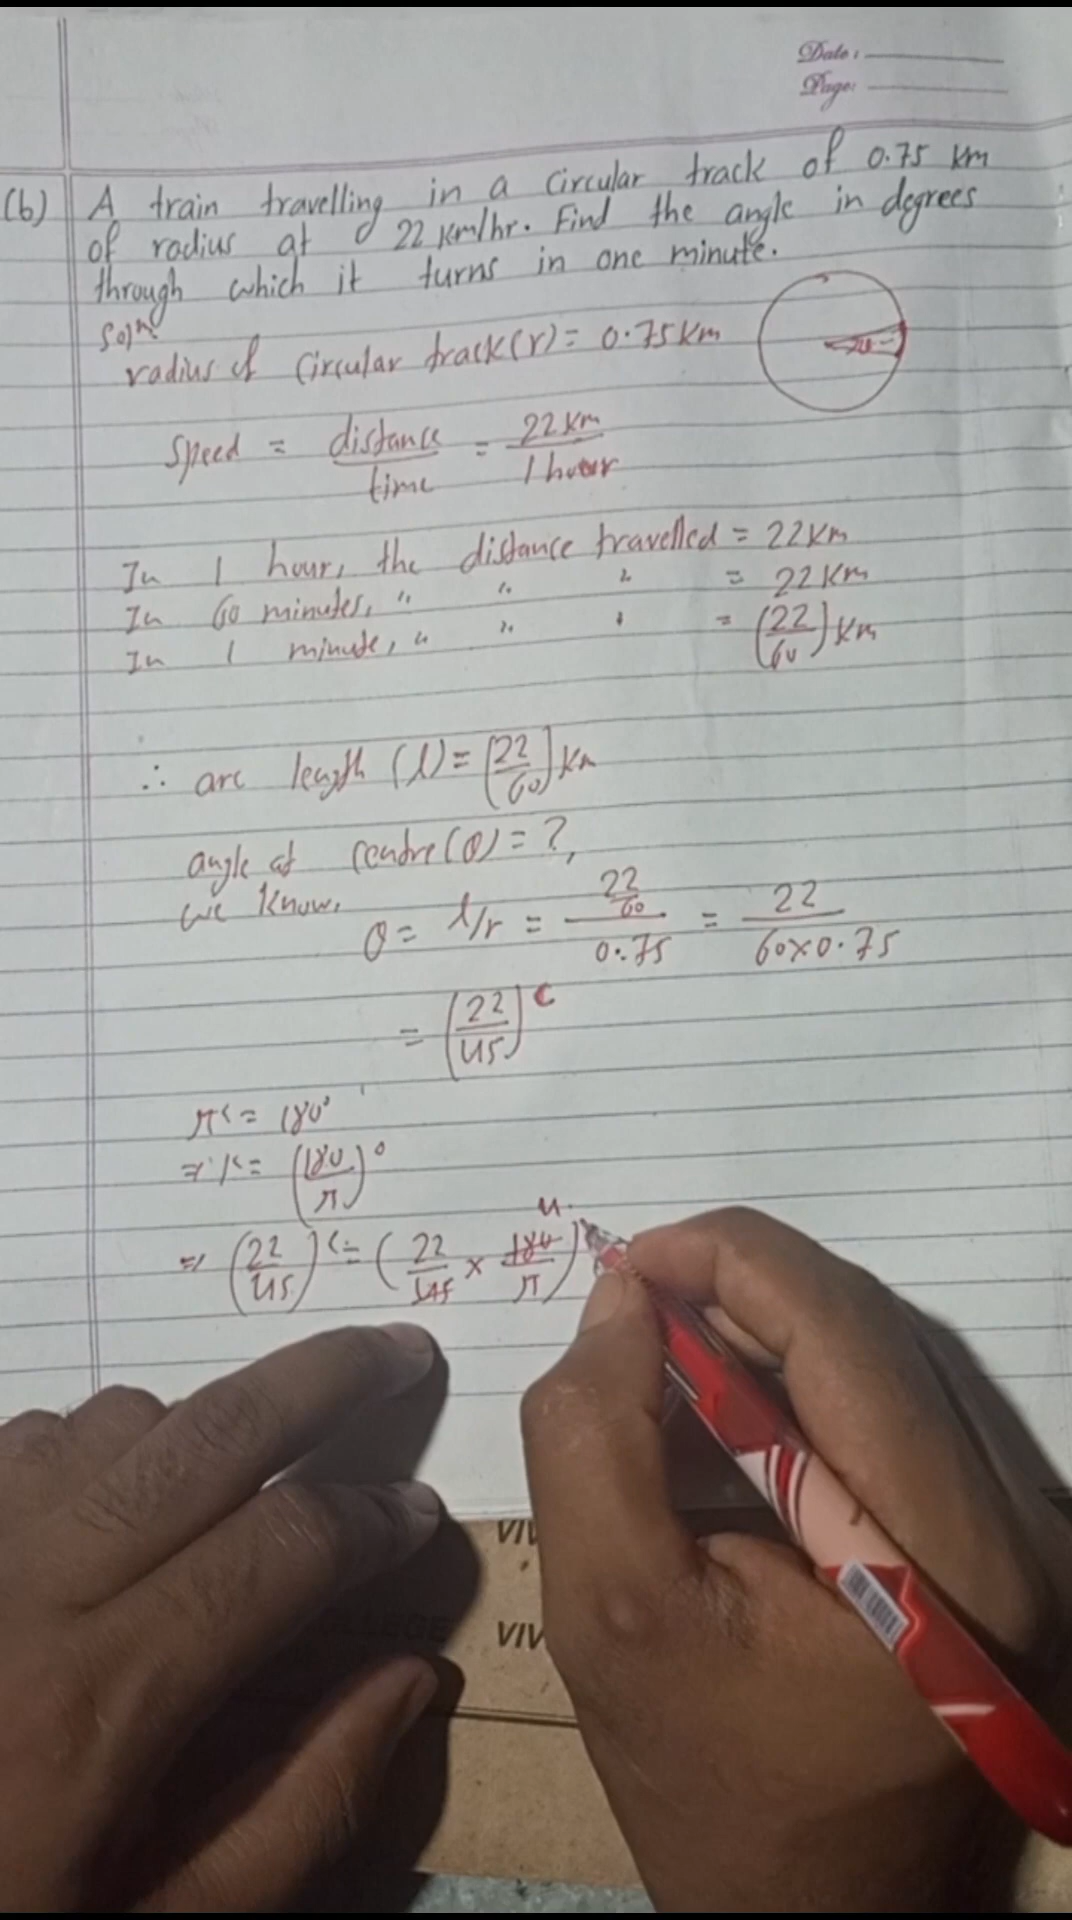 Date:
Page:
(b) A train travelling in a circular track of 0.75 km
of radius at 22 km/hr. Find the angle in degrees
through which it turns in one minute.
Soln
radius of circular track(r) = 0.75 km
Speed = distance/time = 22 km/1 hour
In 1 hour, the distance travelled = 22 km
In 60 minutes, " " " = 22 km
In 1 minute, " " " = (22/60) km
∴ arc length (l) = (22/60) km
angle at centre(θ) = ?,
we know,
θ = l/r = 22/60/0.75 = 22/60×0.75
= (22/45)^c
π^c = 180°
⇒ 1^c = (180/π)°
4
⇒ (22/45)^c = (22/45 × 180/π)
VIV
LLEGE VIV